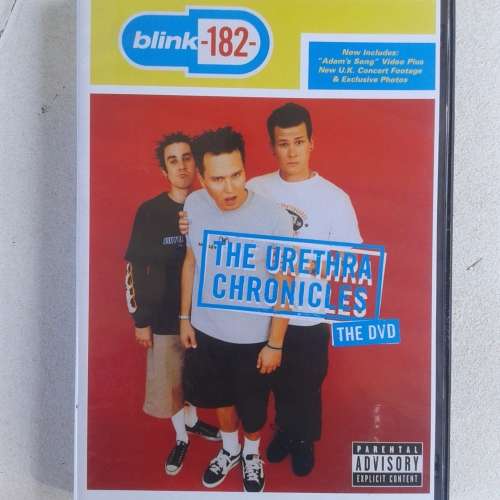 blink-182-
Now Includes:
"Adam's Song" Video Plus
New U.K. Concert Footage
& Exclusive Photos
THE URETHRA
CHRONICLES
THE DVD
PARENTAL
ADVISORY
EXPLICIT CONTENT